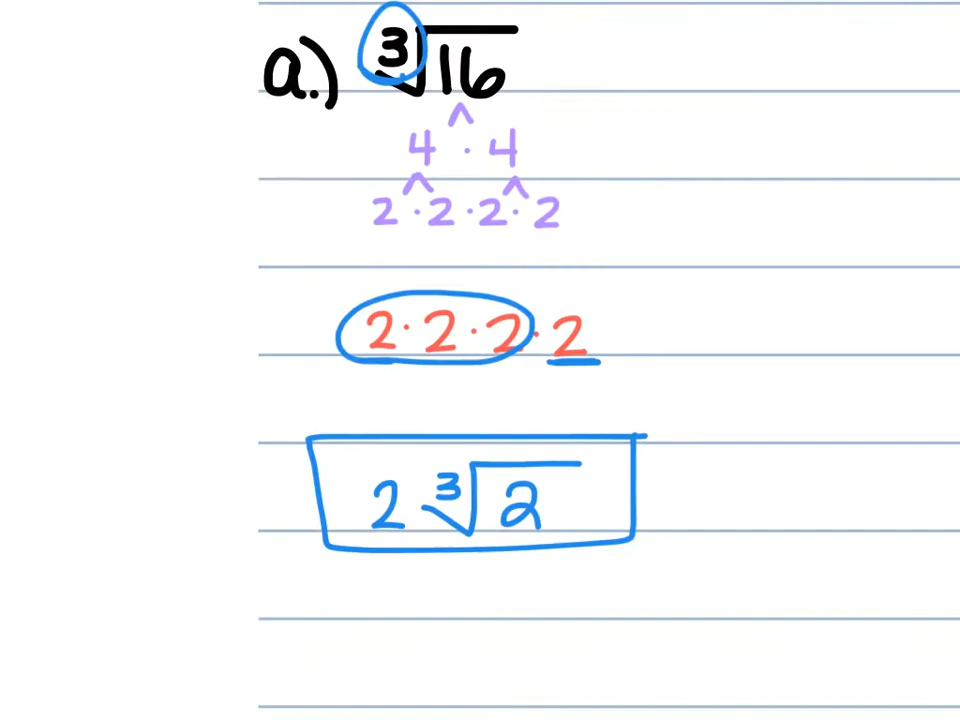 a.) ∛16
4 · 4
2 · 2 · 2 · 2
2 · 2 · 2 · 2
2 ∛2